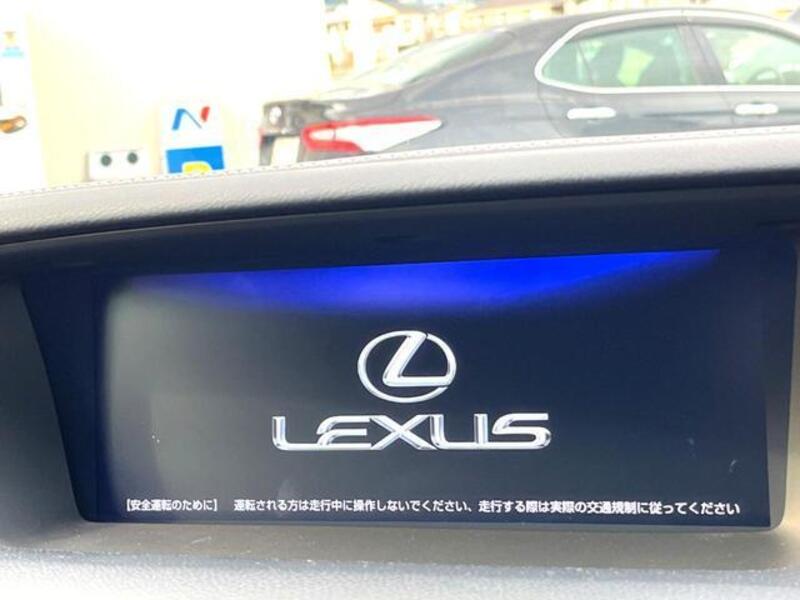 LEXUS
[安全運転のために] 運転される方は走行中に操作しないでください、走行する際は実際の交通規制に従ってください